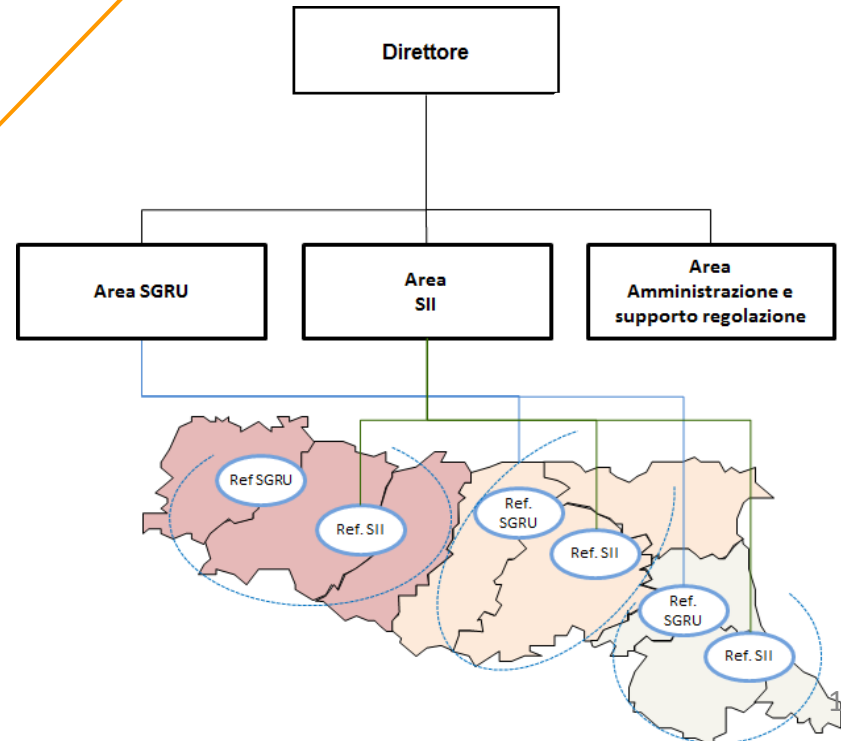 Direttore
Area SGRU
Area
SII
Area
Amministrazione e
supporto regolazione
Ref SGRU
Ref. SII
Ref.
SGRU
Ref. SII
Ref.
SGRU
Ref. SII
1